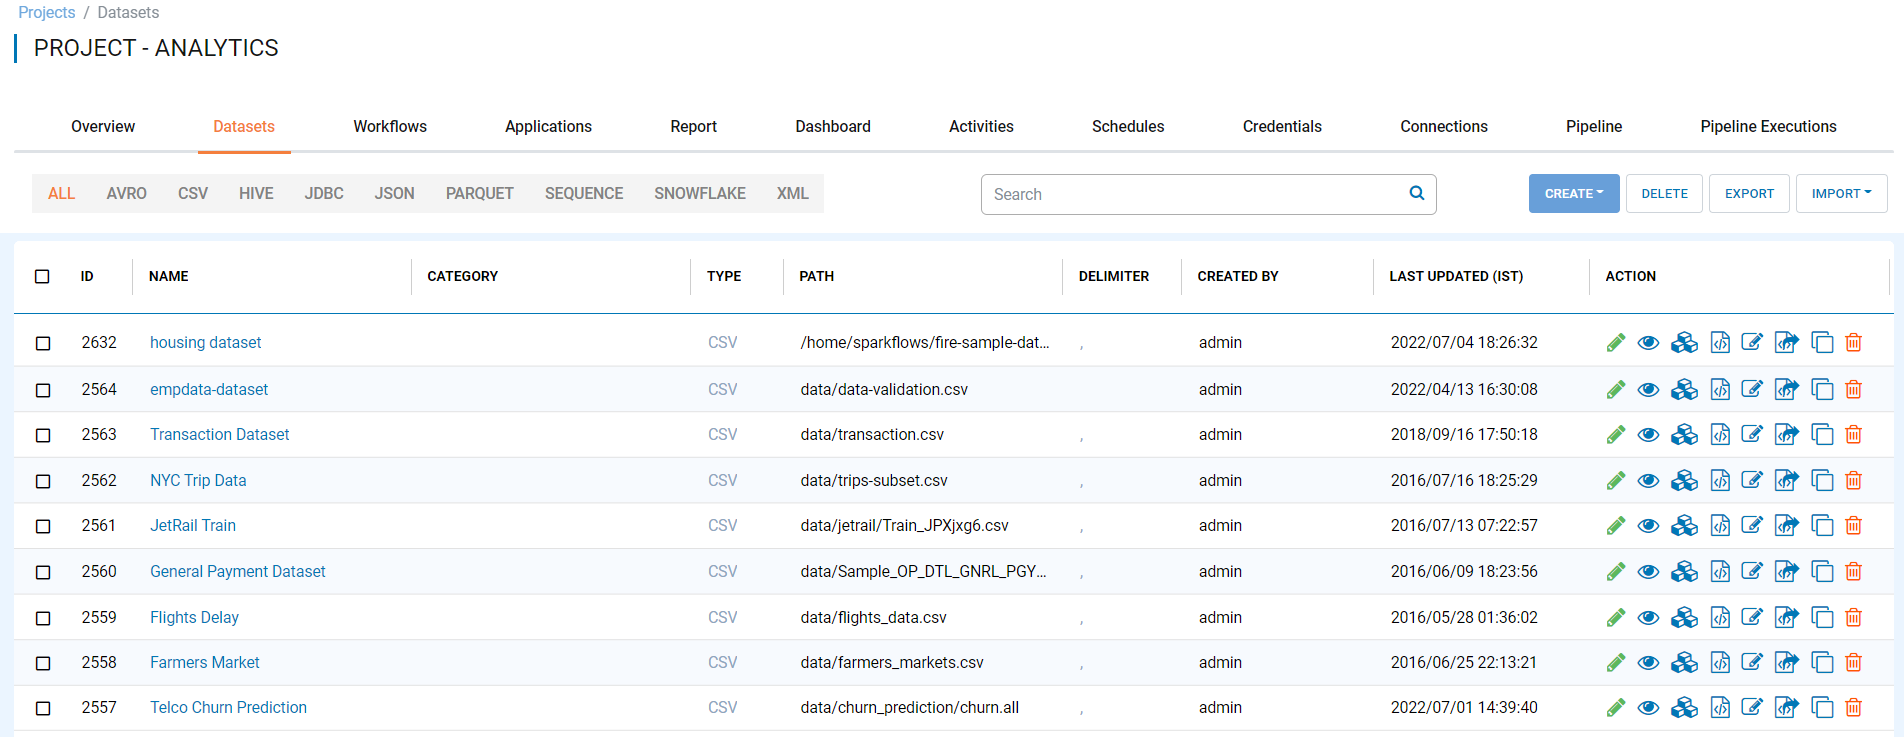 Projects / Datasets
PROJECT - ANALYTICS
Overview Datasets Workflows Applications Report Dashboard Activities Schedules Credentials Connections Pipeline Pipeline Executions
ALL AVRO CSV HIVE JDBC JSON PARQUET SEQUENCE SNOWFLAKE XML Search CREATE DELETE EXPORT IMPORT
ID NAME CATEGORY TYPE PATH DELIMITER CREATED BY LAST UPDATED (IST) ACTION
2632 housing dataset CSV /home/sparkflows/fire-sample-dat... , admin 2022/07/04 18:26:32
2564 empdata-dataset CSV data/data-validation.csv , admin 2022/04/13 16:30:08
2563 Transaction Dataset CSV data/transaction.csv , admin 2018/09/16 17:50:18
2562 NYC Trip Data CSV data/trips-subset.csv , admin 2016/07/16 18:25:29
2561 JetRail Train CSV data/jetrail/Train_JPXjxg6.csv , admin 2016/07/13 07:22:57
2560 General Payment Dataset CSV data/Sample_OP_DTL_GNRL_PGY... , admin 2016/06/09 18:23:56
2559 Flights Delay CSV data/flights_data.csv , admin 2016/05/28 01:36:02
2558 Farmers Market CSV data/farmers_markets.csv , admin 2016/06/25 22:13:21
2557 Telco Churn Prediction CSV data/churn_prediction/churn.all , admin 2022/07/01 14:39:40